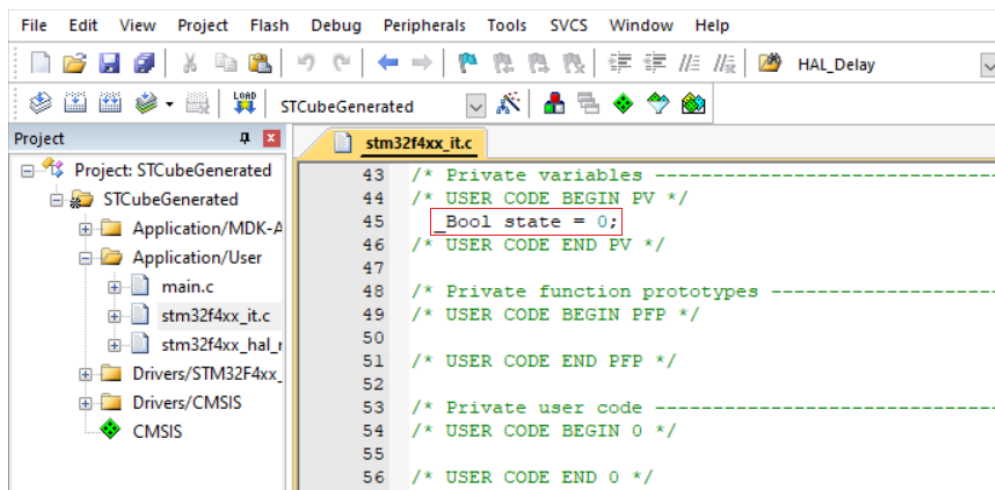 File Edit View Project Flash Debug Peripherals Tools SVCS Window Help
HAL_Delay
LOAD STCubeGenerated
Project
stm32f4xx_it.c
Project: STCubeGenerated
STCubeGenerated
Application/MDK-A
Application/User
main.c
stm32f4xx_it.c
stm32f4xx_hal_r
Drivers/STM32F4xx_
Drivers/CMSIS
CMSIS
43 /* Private variables ------------------------------
44 /* USER CODE BEGIN PV */
45 _Bool state = 0;
46 /* USER CODE END PV */
47
48 /* Private function prototypes --------------------
49 /* USER CODE BEGIN PFP */
50
51 /* USER CODE END PFP */
52
53 /* Private user code ------------------------------
54 /* USER CODE BEGIN 0 */
55
56 /* USER CODE END 0 */